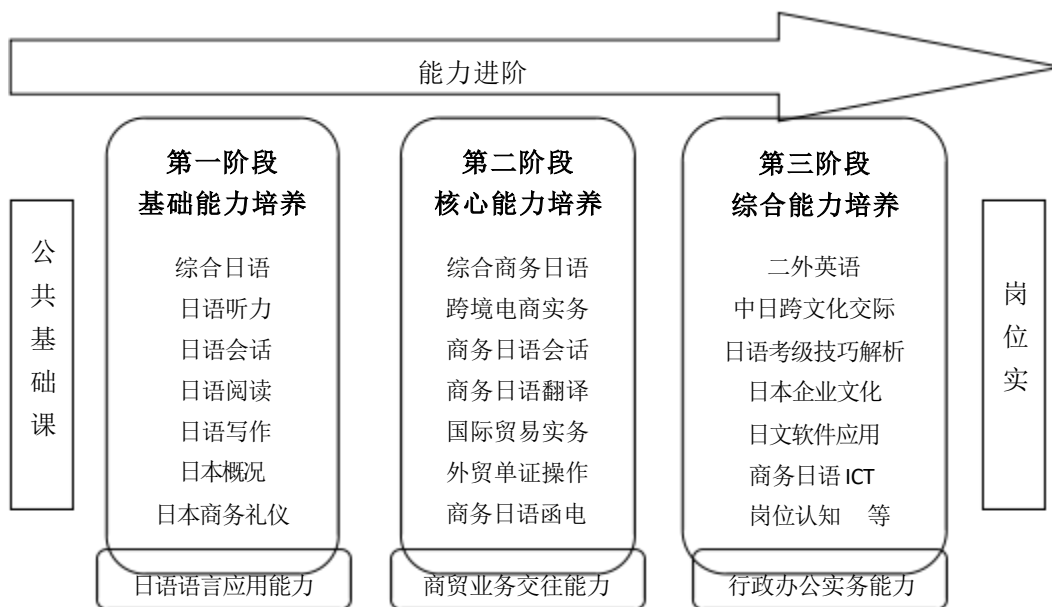 能力进阶
公共基础课
第一阶段
基础能力培养
综合日语
日语听力
日语会话
日语阅读
日语写作
日本概况
日本商务礼仪
日语语言应用能力
第二阶段
核心能力培养
综合商务日语
跨境电商实务
商务日语会话
商务日语翻译
国际贸易实务
外贸单证操作
商务日语函电
商贸业务交往能力
第三阶段
综合能力培养
二外英语
中日跨文化交际
日语考级技巧解析
日本企业文化
日文软件应用
商务日语 ICT
岗位认知 等
行政办公实务能力
岗位实